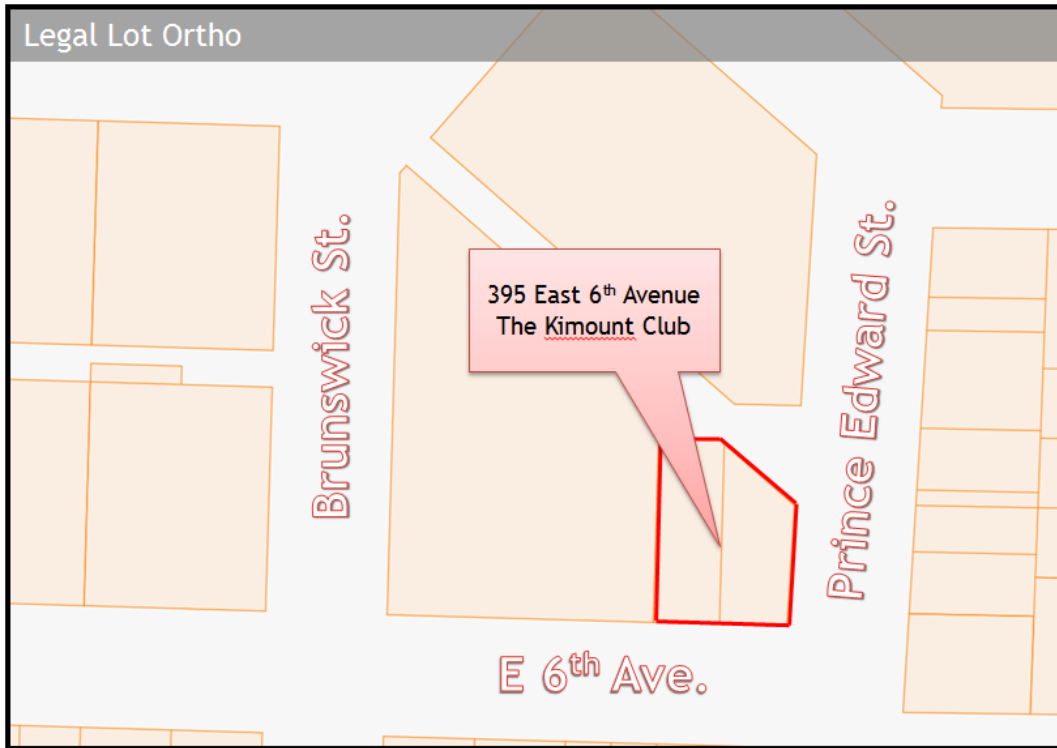 Legal Lot Ortho
Brunswick St.
395 East 6th Avenue
The Kimount Club
Prince Edward St.
E 6th Ave.